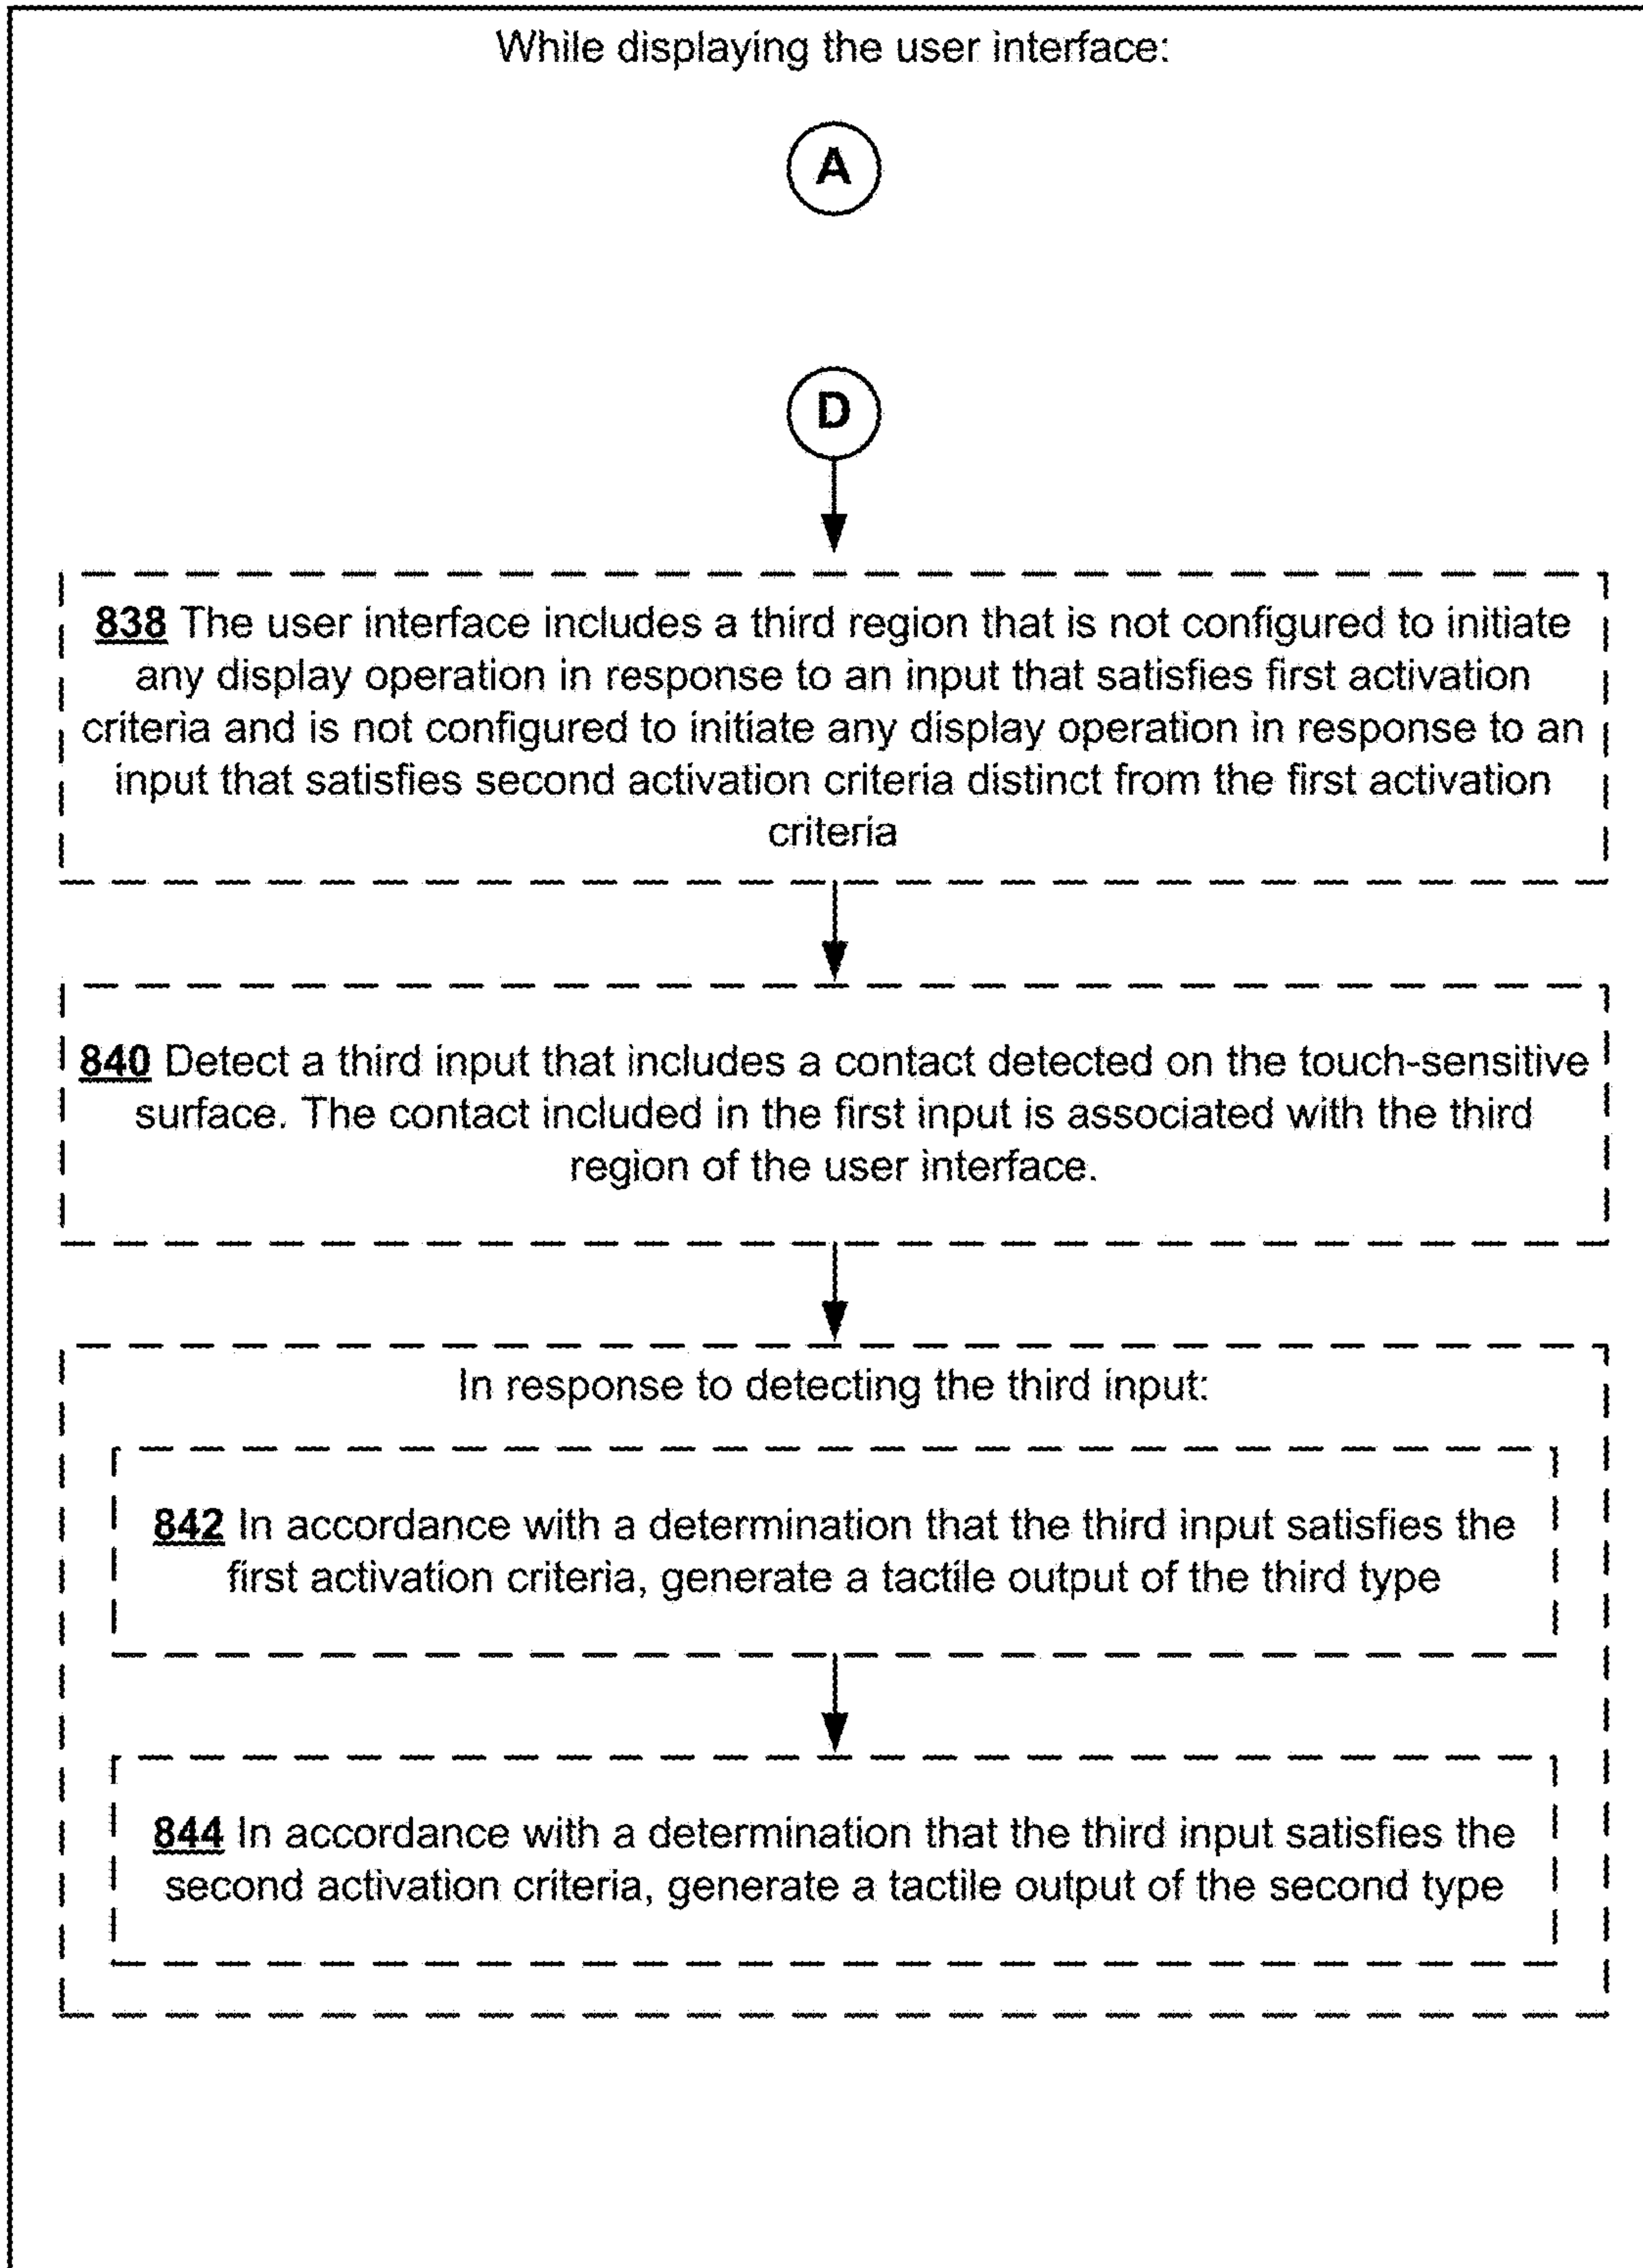 While displaying the user interface:
A
D
838 The user interface includes a third region that is not configured to initiate
any display operation in response to an input that satisfies first activation
criteria and is not configured to initiate any display operation in response to an
input that satisfies second activation criteria distinct from the first activation
criteria
840 Detect a third input that includes a contact detected on the touch-sensitive
surface. The contact included in the first input is associated with the third
region of the user interface.
In response to detecting the third input:
842 In accordance with a determination that the third input satisfies the
first activation criteria, generate a tactile output of the third type
844 In accordance with a determination that the third input satisfies the
second activation criteria, generate a tactile output of the second type